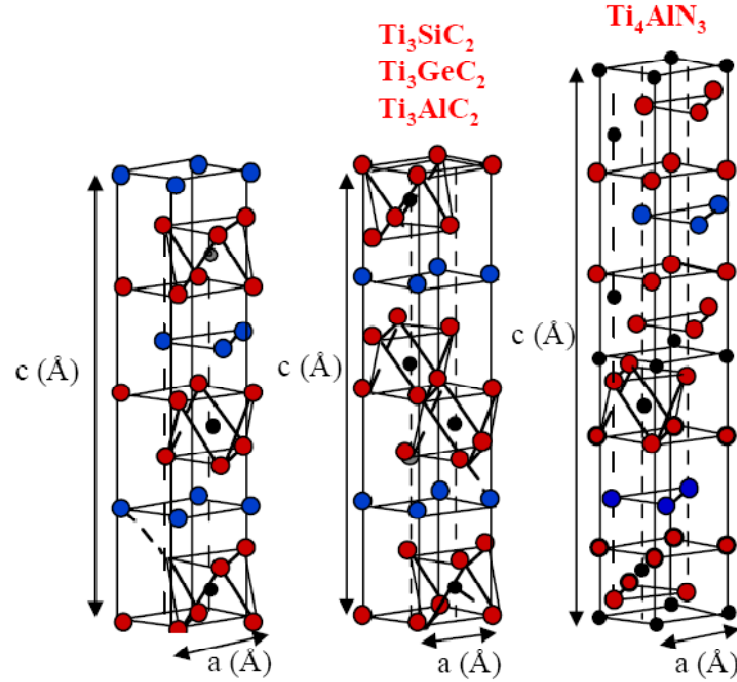 Ti₃SiC₂
Ti₃GeC₂
Ti₃AlC₂
Ti₄AlN₃
c (Å)
c (Å)
c (Å)
a (Å)
a (Å)
a (Å)